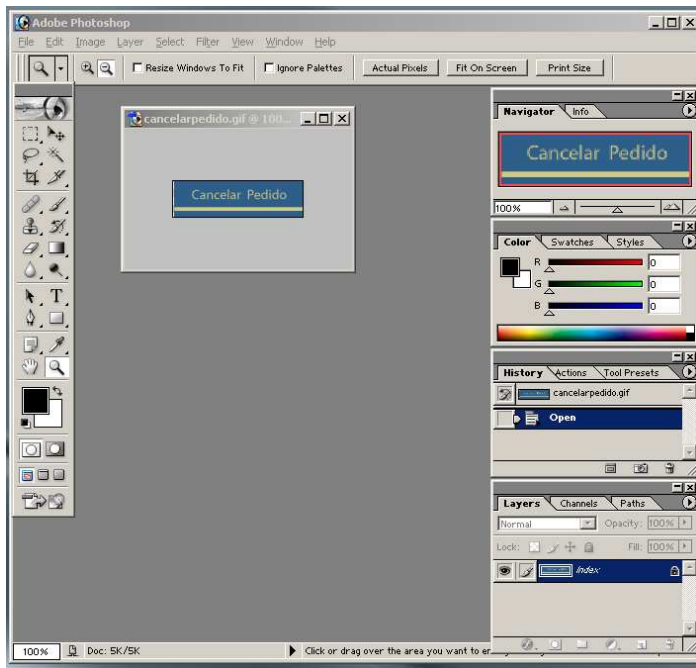 Adobe Photoshop
File Edit Image Layer Select Filter View Window Help
Resize Windows To Fit Ignore Palettes Actual Pixels Fit On Screen Print Size
cancelarpedido.gif @ 100...
Cancelar Pedido
Navigator Info
Cancelar Pedido
100%
Color Swatches Styles
R 0
G 0
B 0
History Actions Tool Presets
cancelarpedido.gif
Open
Layers Channels Paths
Normal Opacity: 100%
Lock: Fill: 100%
Index
100% Doc: 5K/5K Click or drag over the area you want to